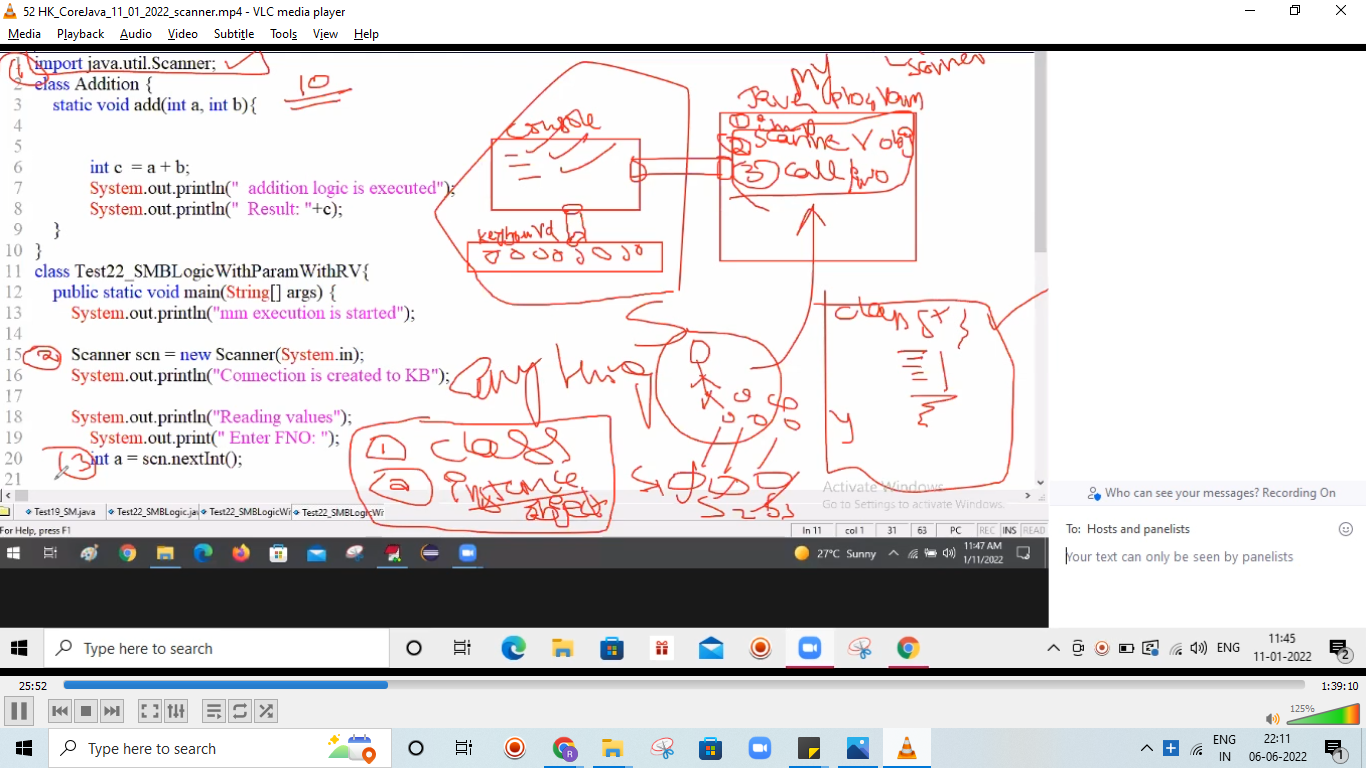 52 HK_CoreJava_11_01_2022_scanner.mp4 - VLC media player
Media Playback Audio Video Subtitle Tools View Help
1 import java.util.Scanner;
2 class Addition {
10
3 static void add(int a, int b){
4
5
6 int c = a + b;
7 System.out.println(" addition logic is executed");
8 System.out.println(" Result: "+c);
9 }
10 }
11 class Test22_SMBLogicWithParamWithRV{
12 public static void main(String[] args) {
13 System.out.println("mm execution is started");
14
15 Scanner scn = new Scanner(System.in);
16 System.out.println("Connection is created to KB");
17
18 System.out.println("Reading values");
19 System.out.print(" Enter FNO: ");
20 int a = scn.nextInt();
21
Console
Keyboard
My
Java program
scanner
1
2
3 call
Anything
1 class
2 instance
object
class
S2 S3
Activate Windows
Go to Settings to activate Windows.
Test19_SM.java Test22_SMBLogic.ja Test22_SMBLogicWi Test22_SMBLogicWi
For Help, press F1
ln 11 col 1 31 63 PC REC INS READ
27°C Sunny
11:47 AM
1/11/2022
Who can see your messages? Recording On
To: Hosts and panelists
Your text can only be seen by panelists
Type here to search
ENG
11:45
11-01-2022
2
25:52
1:39:10
125%
Type here to search
ENG
IN
22:11
06-06-2022
1